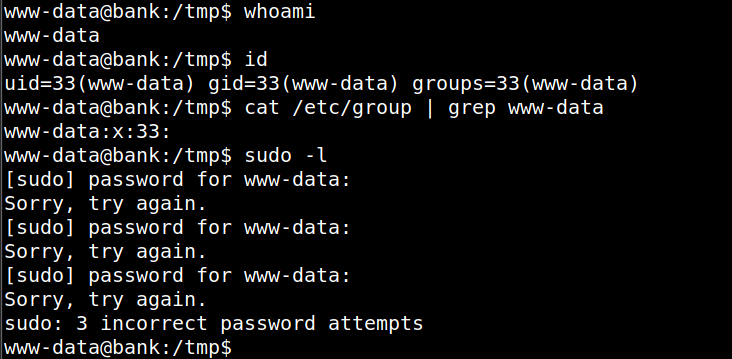 www-data@bank:/tmp$ whoami
www-data
www-data@bank:/tmp$ id
uid=33(www-data) gid=33(www-data) groups=33(www-data)
www-data@bank:/tmp$ cat /etc/group | grep www-data
www-data:x:33:
www-data@bank:/tmp$ sudo -l
[sudo] password for www-data:
Sorry, try again.
[sudo] password for www-data:
Sorry, try again.
[sudo] password for www-data:
Sorry, try again.
sudo: 3 incorrect password attempts
www-data@bank:/tmp$